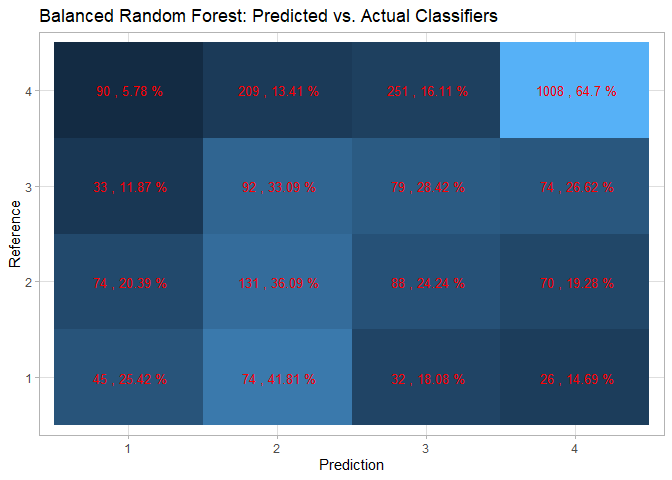 Balanced Random Forest: Predicted vs. Actual Classifiers
4
90 , 5.78 %
209 , 13.41 %
251 , 16.11 %
1008 , 64.7 %
3
33 , 11.87 %
92 , 33.09 %
79 , 28.42 %
74 , 26.62 %
Reference
2
74 , 20.39 %
131 , 36.09 %
88 , 24.24 %
70 , 19.28 %
1
45 , 25.42 %
74 , 41.81 %
32 , 18.08 %
26 , 14.69 %
1
2
3
4
Prediction